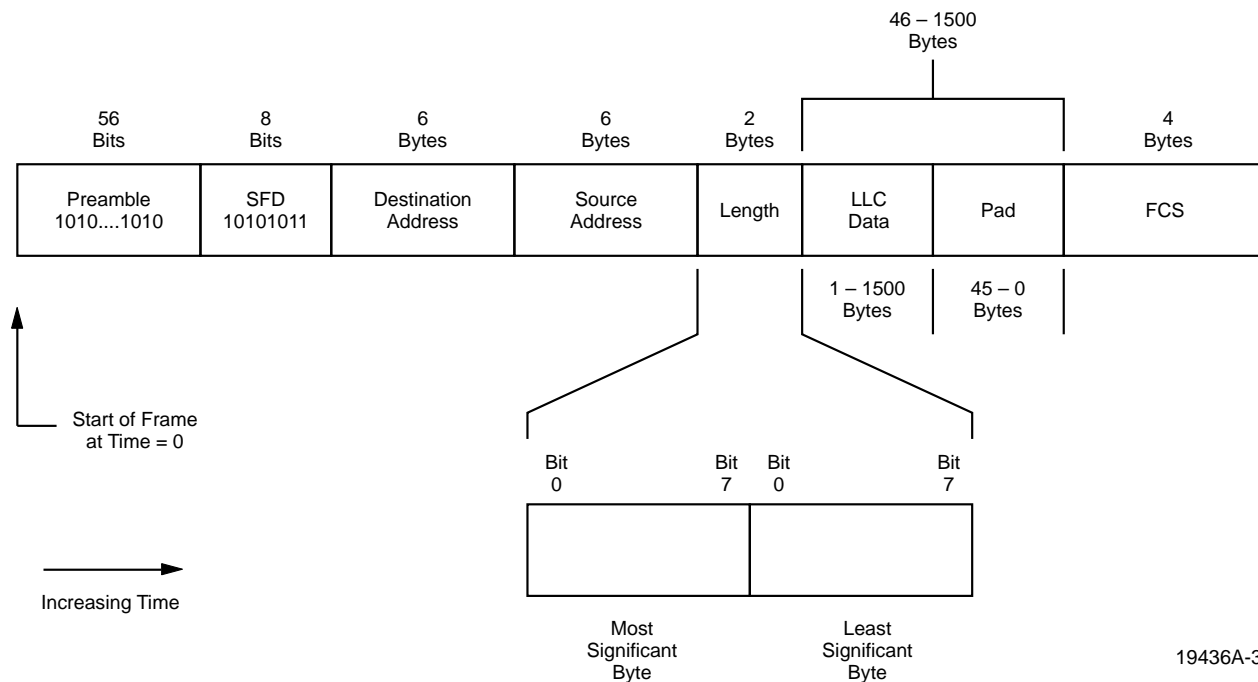 46 – 1500
Bytes
56
Bits
8
Bits
6
Bytes
6
Bytes
2
Bytes
4
Bytes
Preamble
1010....1010
SFD
10101011
Destination
Address
Source
Address
Length
LLC
Data
Pad
FCS
1 – 1500
Bytes
45 – 0
Bytes
Start of Frame
at Time = 0
Bit
0
Bit
7
Bit
0
Bit
7
Increasing Time
Most
Significant
Byte
Least
Significant
Byte
19436A-3